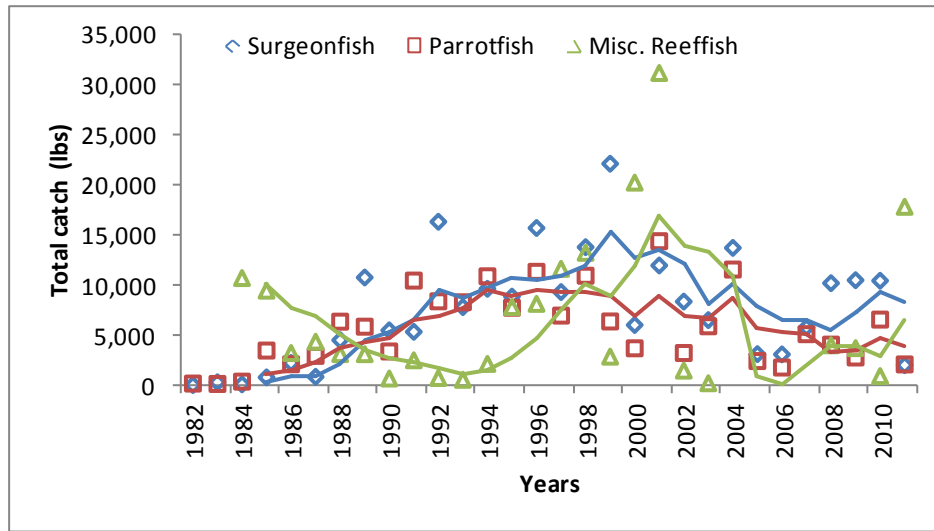 35,000
Surgeonfish Parrotfish Misc. Reeffish
30,000
25,000
20,000
15,000
10,000
5,000
0
Total catch (lbs)
1982 1984 1986 1988 1990 1992 1994 1996 1998 2000 2002 2004 2006 2008 2010
Years